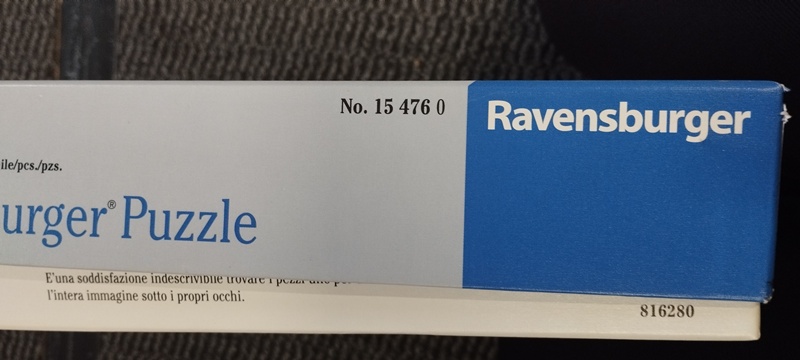 No. 15 476 0
Ravensburger
ile/pcs./pzs.
urger® Puzzle
E'una soddisfazione indescrivibile trovare i pezzi
l'intera immagine sotto i propri occhi.
816280